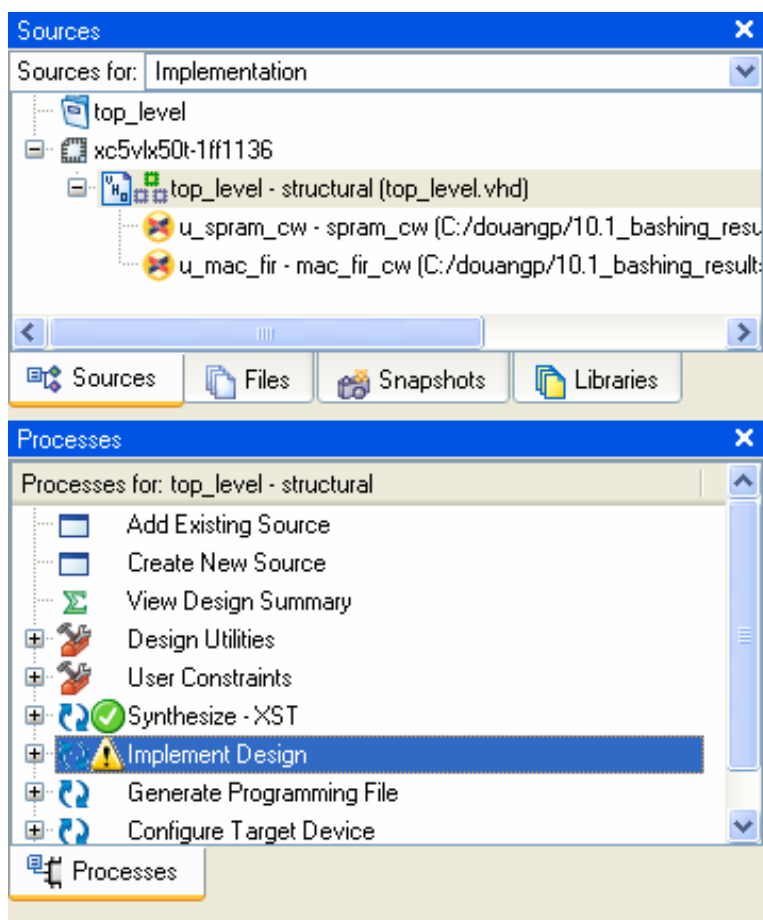 Sources
Sources for: Implementation
top_level
xc5vlx50t-1ff1136
top_level - structural (top_level.vhd)
u_spram_cw - spram_cw (C:/douangp/10.1_bashing_resu
u_mac_fir - mac_fir_cw (C:/douangp/10.1_bashing_results
Sources Files Snapshots Libraries
Processes
Processes for: top_level - structural
Add Existing Source
Create New Source
View Design Summary
Design Utilities
User Constraints
Synthesize - XST
Implement Design
Generate Programming File
Configure Target Device
Processes